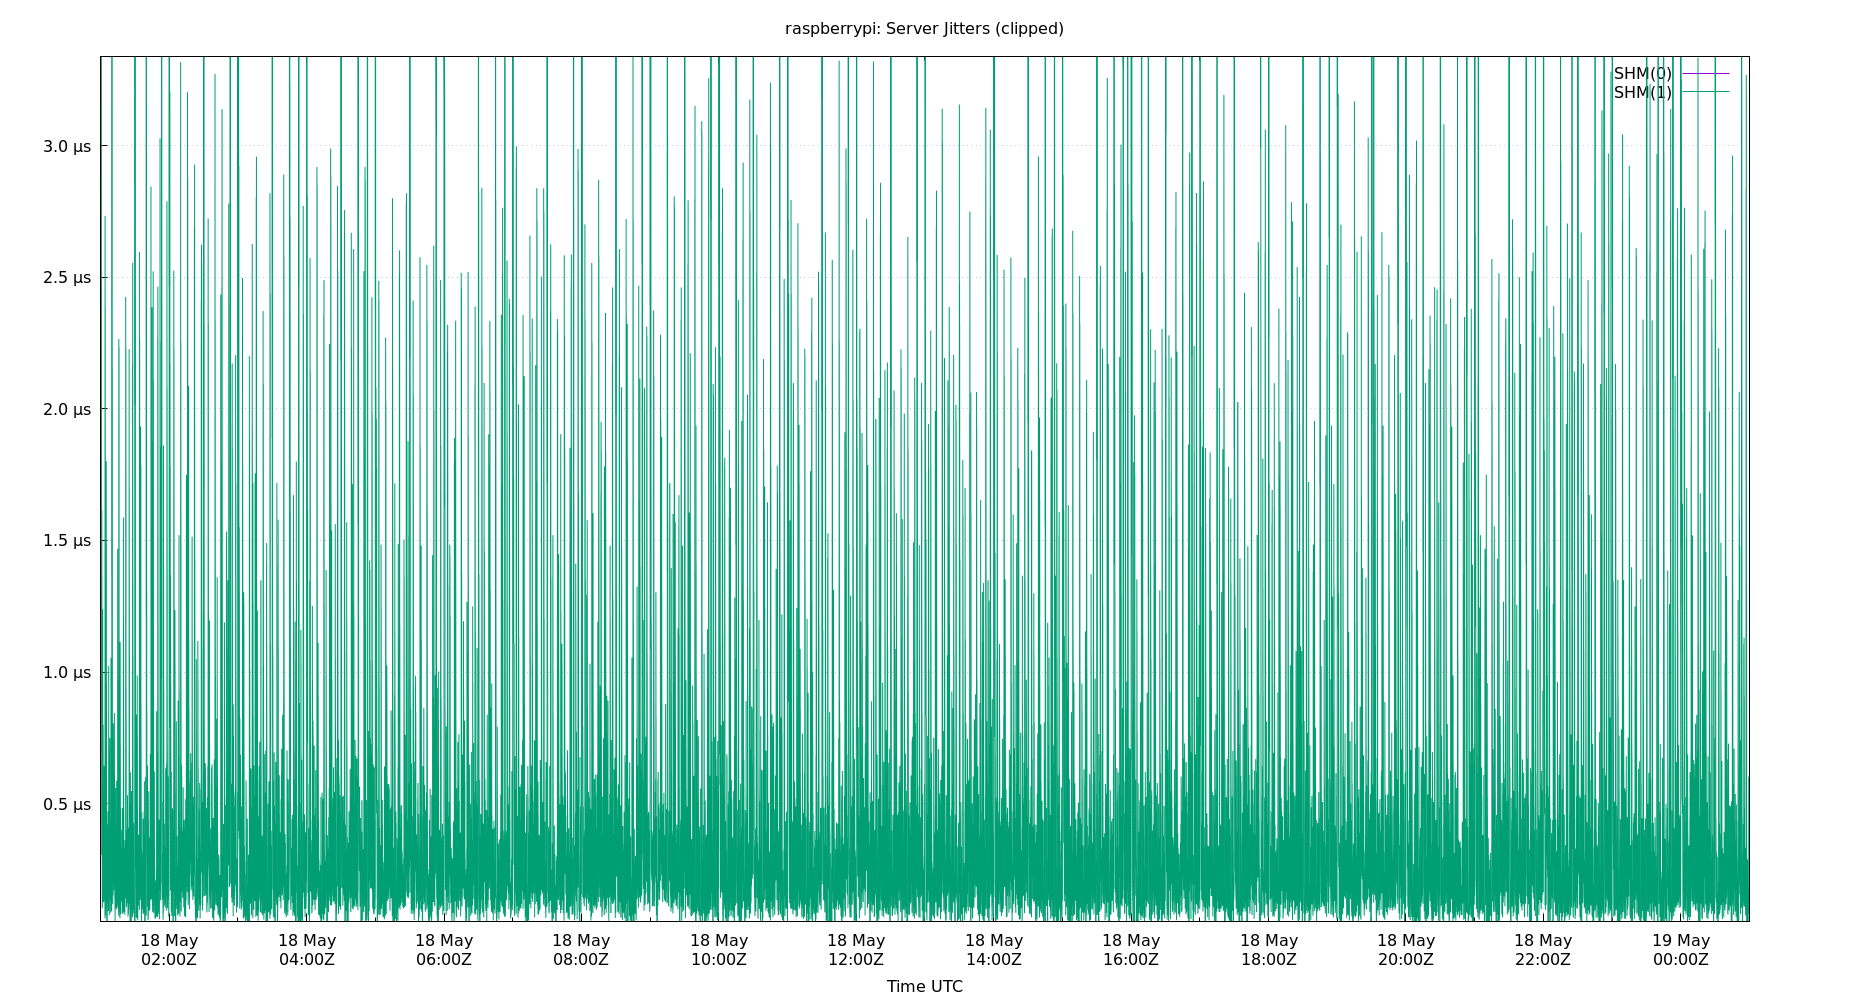 raspberrypi: Server Jitters (clipped)
SHM(0)
SHM(1)
3.0 µs
2.5 µs
2.0 µs
1.5 µs
1.0 µs
0.5 µs
18 May 18 May 18 May 18 May 18 May 18 May 18 May 18 May 18 May 18 May 18 May 19 May
02:00Z 04:00Z 06:00Z 08:00Z 10:00Z 12:00Z 14:00Z 16:00Z 18:00Z 20:00Z 22:00Z 00:00Z
Time UTC